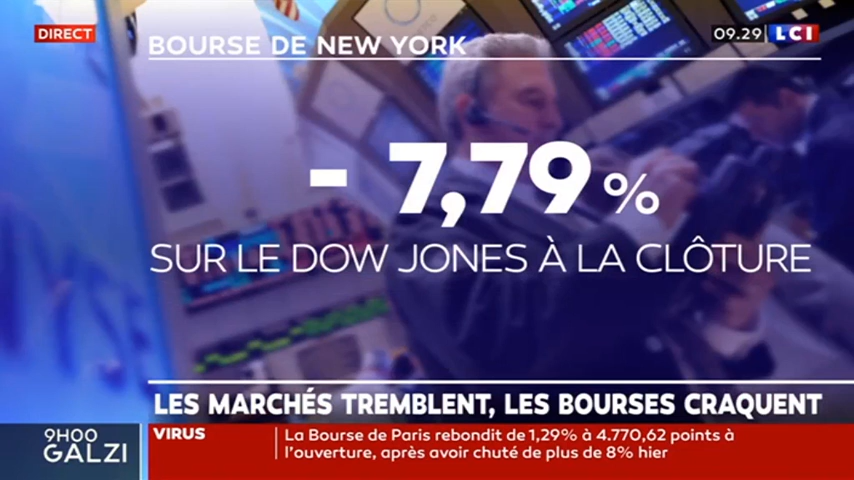 DIRECT
BOURSE DE NEW YORK
09.29 LCI
- 7,79 %
SUR LE DOW JONES À LA CLÔTURE
LES MARCHÉS TREMBLENT, LES BOURSES CRAQUENT
9H00
GALZI
VIRUS
La Bourse de Paris rebondit de 1,29% à 4.770,62 points à
l'ouverture, après avoir chuté de plus de 8% hier